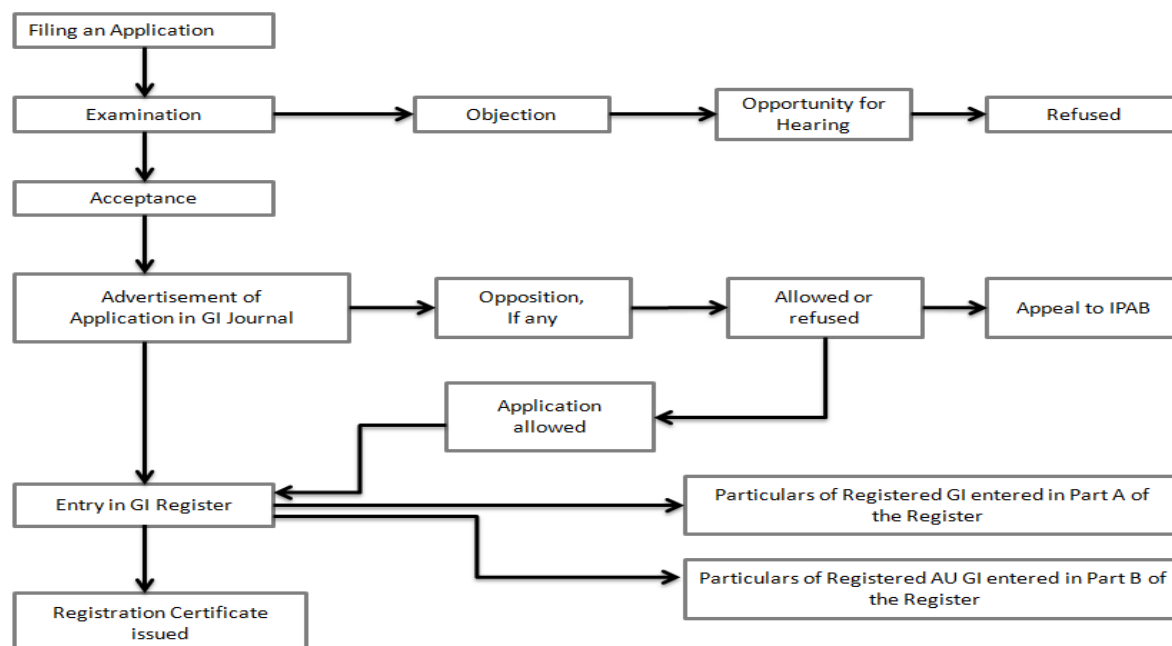 Filing an Application
Examination
Objection
Opportunity for
Hearing
Refused
Acceptance
Advertisement of
Application in GI Journal
Opposition,
If any
Allowed or
refused
Appeal to IPAB
Application
allowed
Entry in GI Register
Particulars of Registered GI entered in Part A of
the Register
Particulars of Registered AU GI entered in Part B of
the Register
Registration Certificate
issued